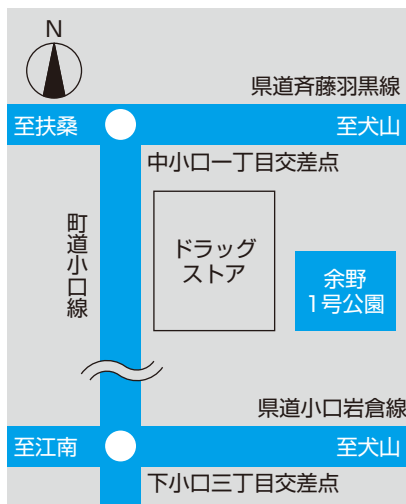 N
県道斉藤羽黒線
至扶桑
至犬山
中小口一丁目交差点
町道小口線
ドラッグ
ストア
余野
1号公園
県道小口岩倉線
至江南
至犬山
下小口三丁目交差点